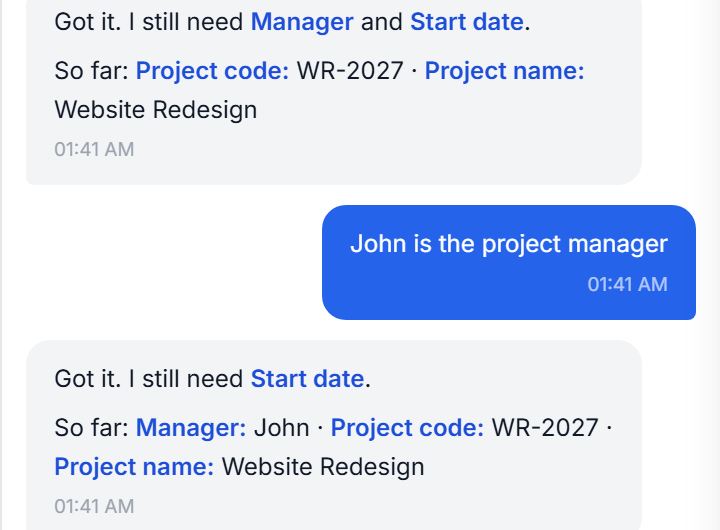 Got it. I still need Manager and Start date.
So far: Project code: WR-2027 · Project name:
Website Redesign
01:41 AM
John is the project manager
01:41 AM
Got it. I still need Start date.
So far: Manager: John · Project code: WR-2027 ·
Project name: Website Redesign
01:41 AM